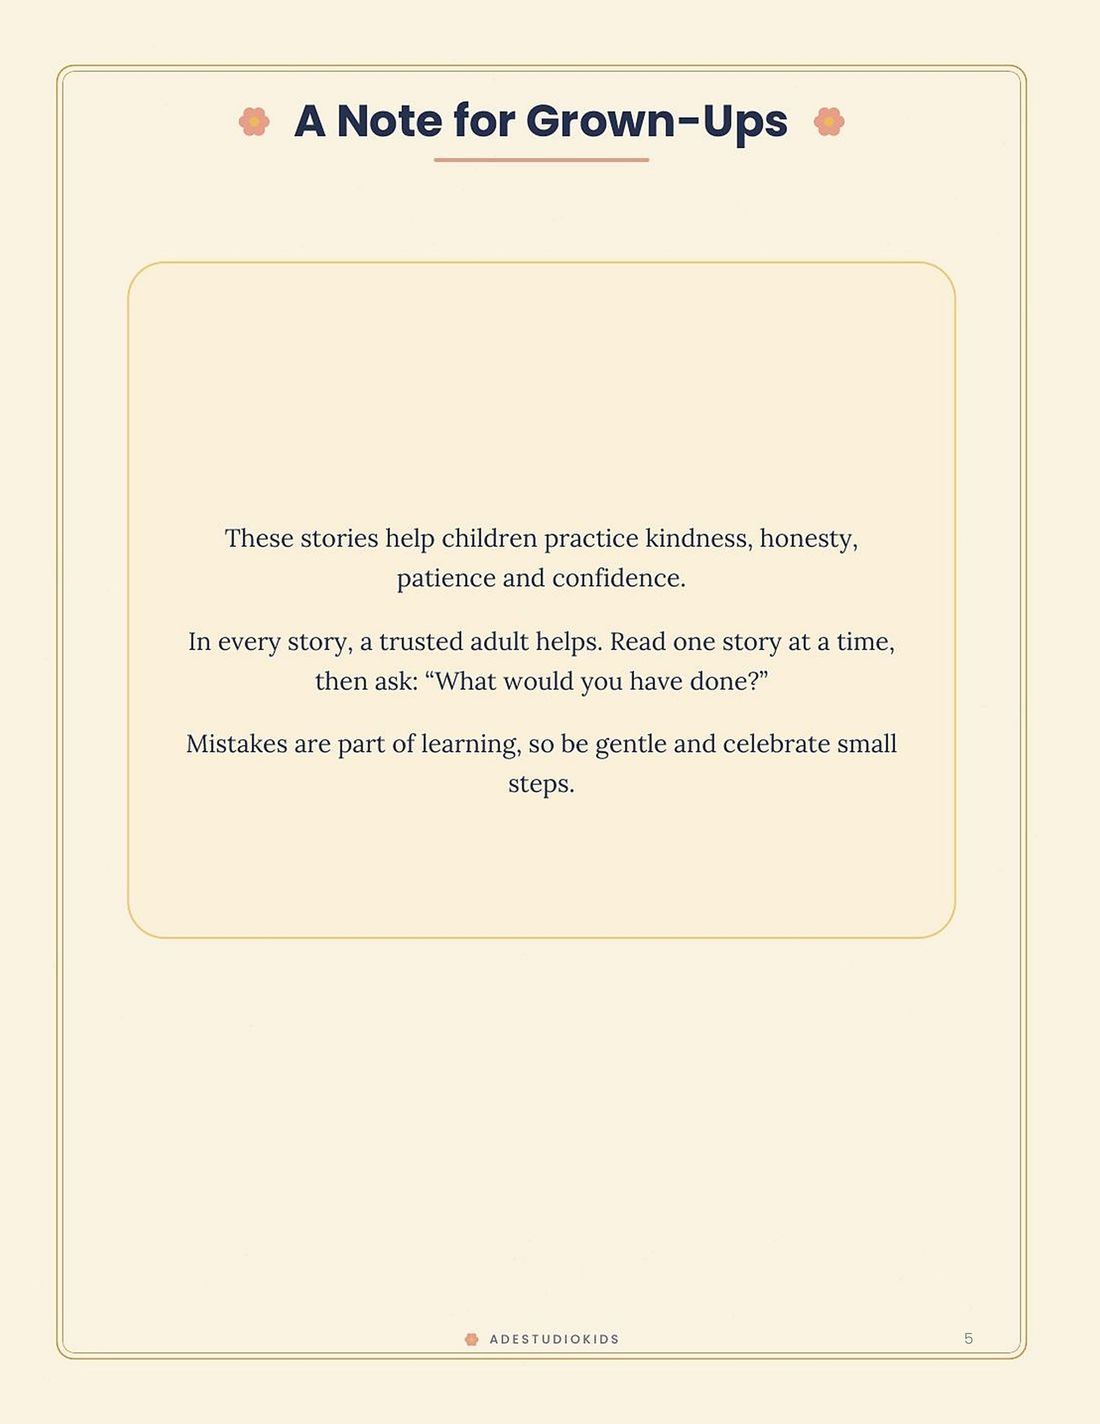 A Note for Grown-Ups
These stories help children practice kindness, honesty,
patience and confidence.
In every story, a trusted adult helps. Read one story at a time,
then ask: “What would you have done?”
Mistakes are part of learning, so be gentle and celebrate small
steps.
ADESTUDIOKIDS
5